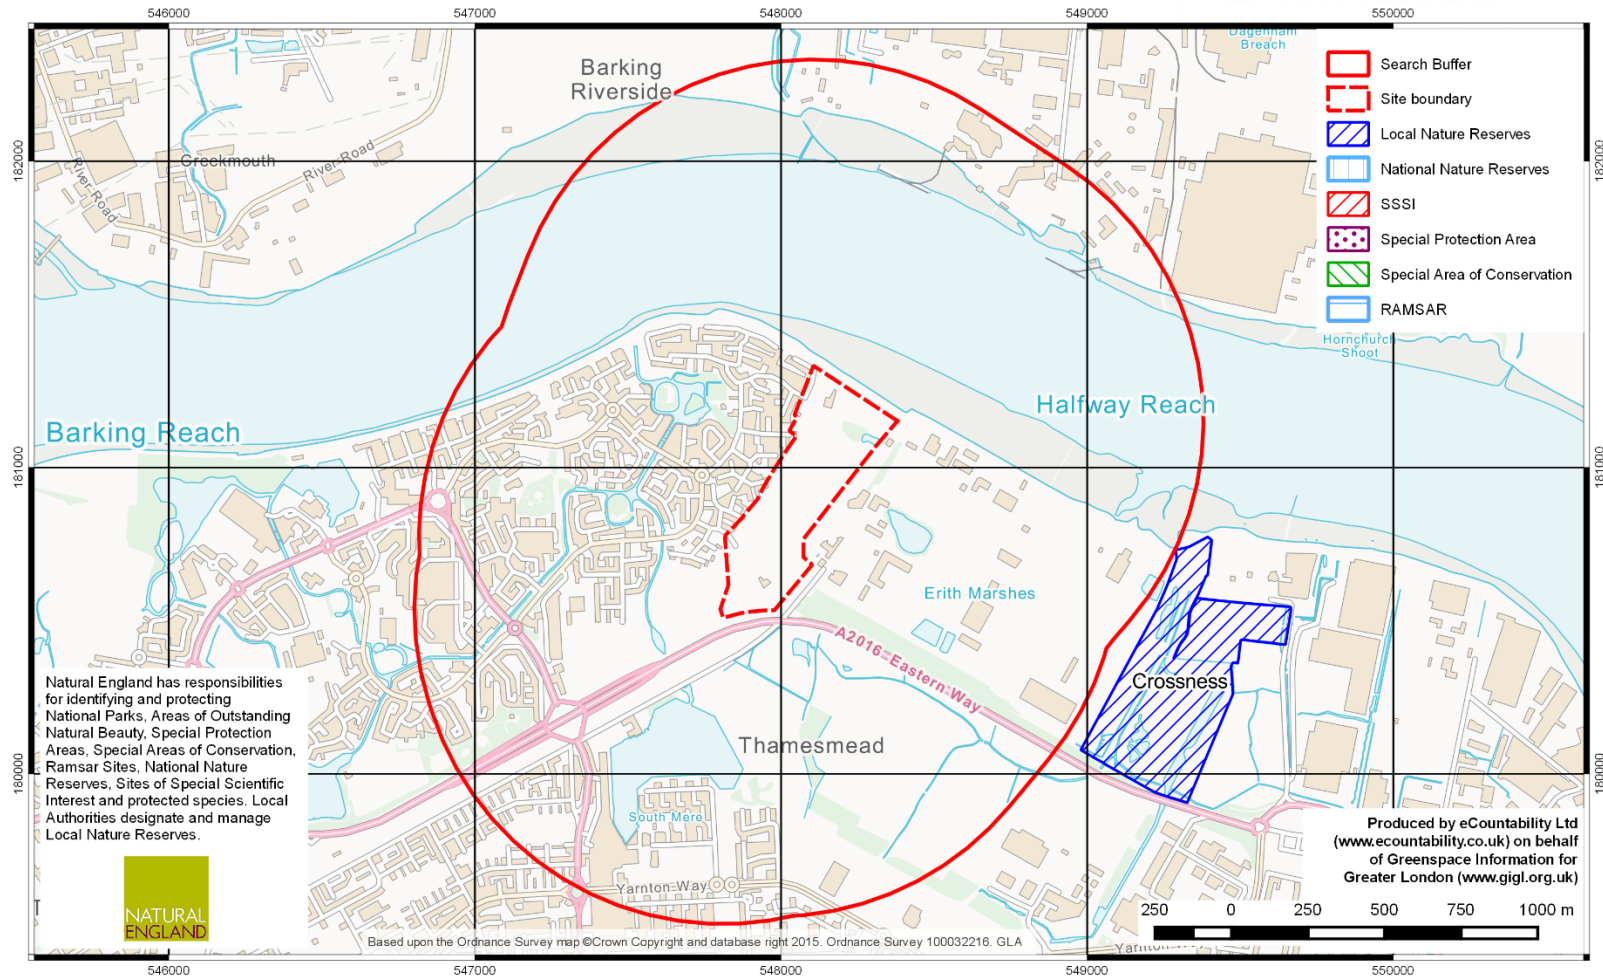 546000
547000
548000
549000
550000
Dagenham
Breach
Barking
Riverside
Search Buffer
Site boundary
Local Nature Reserves
National Nature Reserves
SSSI
Special Protection Area
Special Area of Conservation
RAMSAR
182000
182000
Creekmouth
River Road
River-Road
Hornchurch
Shoot
Barking Reach
Halfway Reach
181000
181000
Erith Marshes
A2016-Eastern-Way
Crossness
Thamesmead
180000
180000
South Mere
Yarnton Way
Natural England has responsibilities
for identifying and protecting
National Parks, Areas of Outstanding
Natural Beauty, Special Protection
Areas, Special Areas of Conservation,
Ramsar Sites, National Nature
Reserves, Sites of Special Scientific
Interest and protected species. Local
Authorities designate and manage
Local Nature Reserves.
NATURAL
ENGLAND
Produced by eCountability Ltd
(www.ecountability.co.uk) on behalf
of Greenspace Information for
Greater London (www.gigl.org.uk)
250 0 250 500 750 1000 m
Based upon the Ordnance Survey map ©Crown Copyright and database right 2015. Ordnance Survey 100032216. GLA
546000
547000
548000
549000
550000